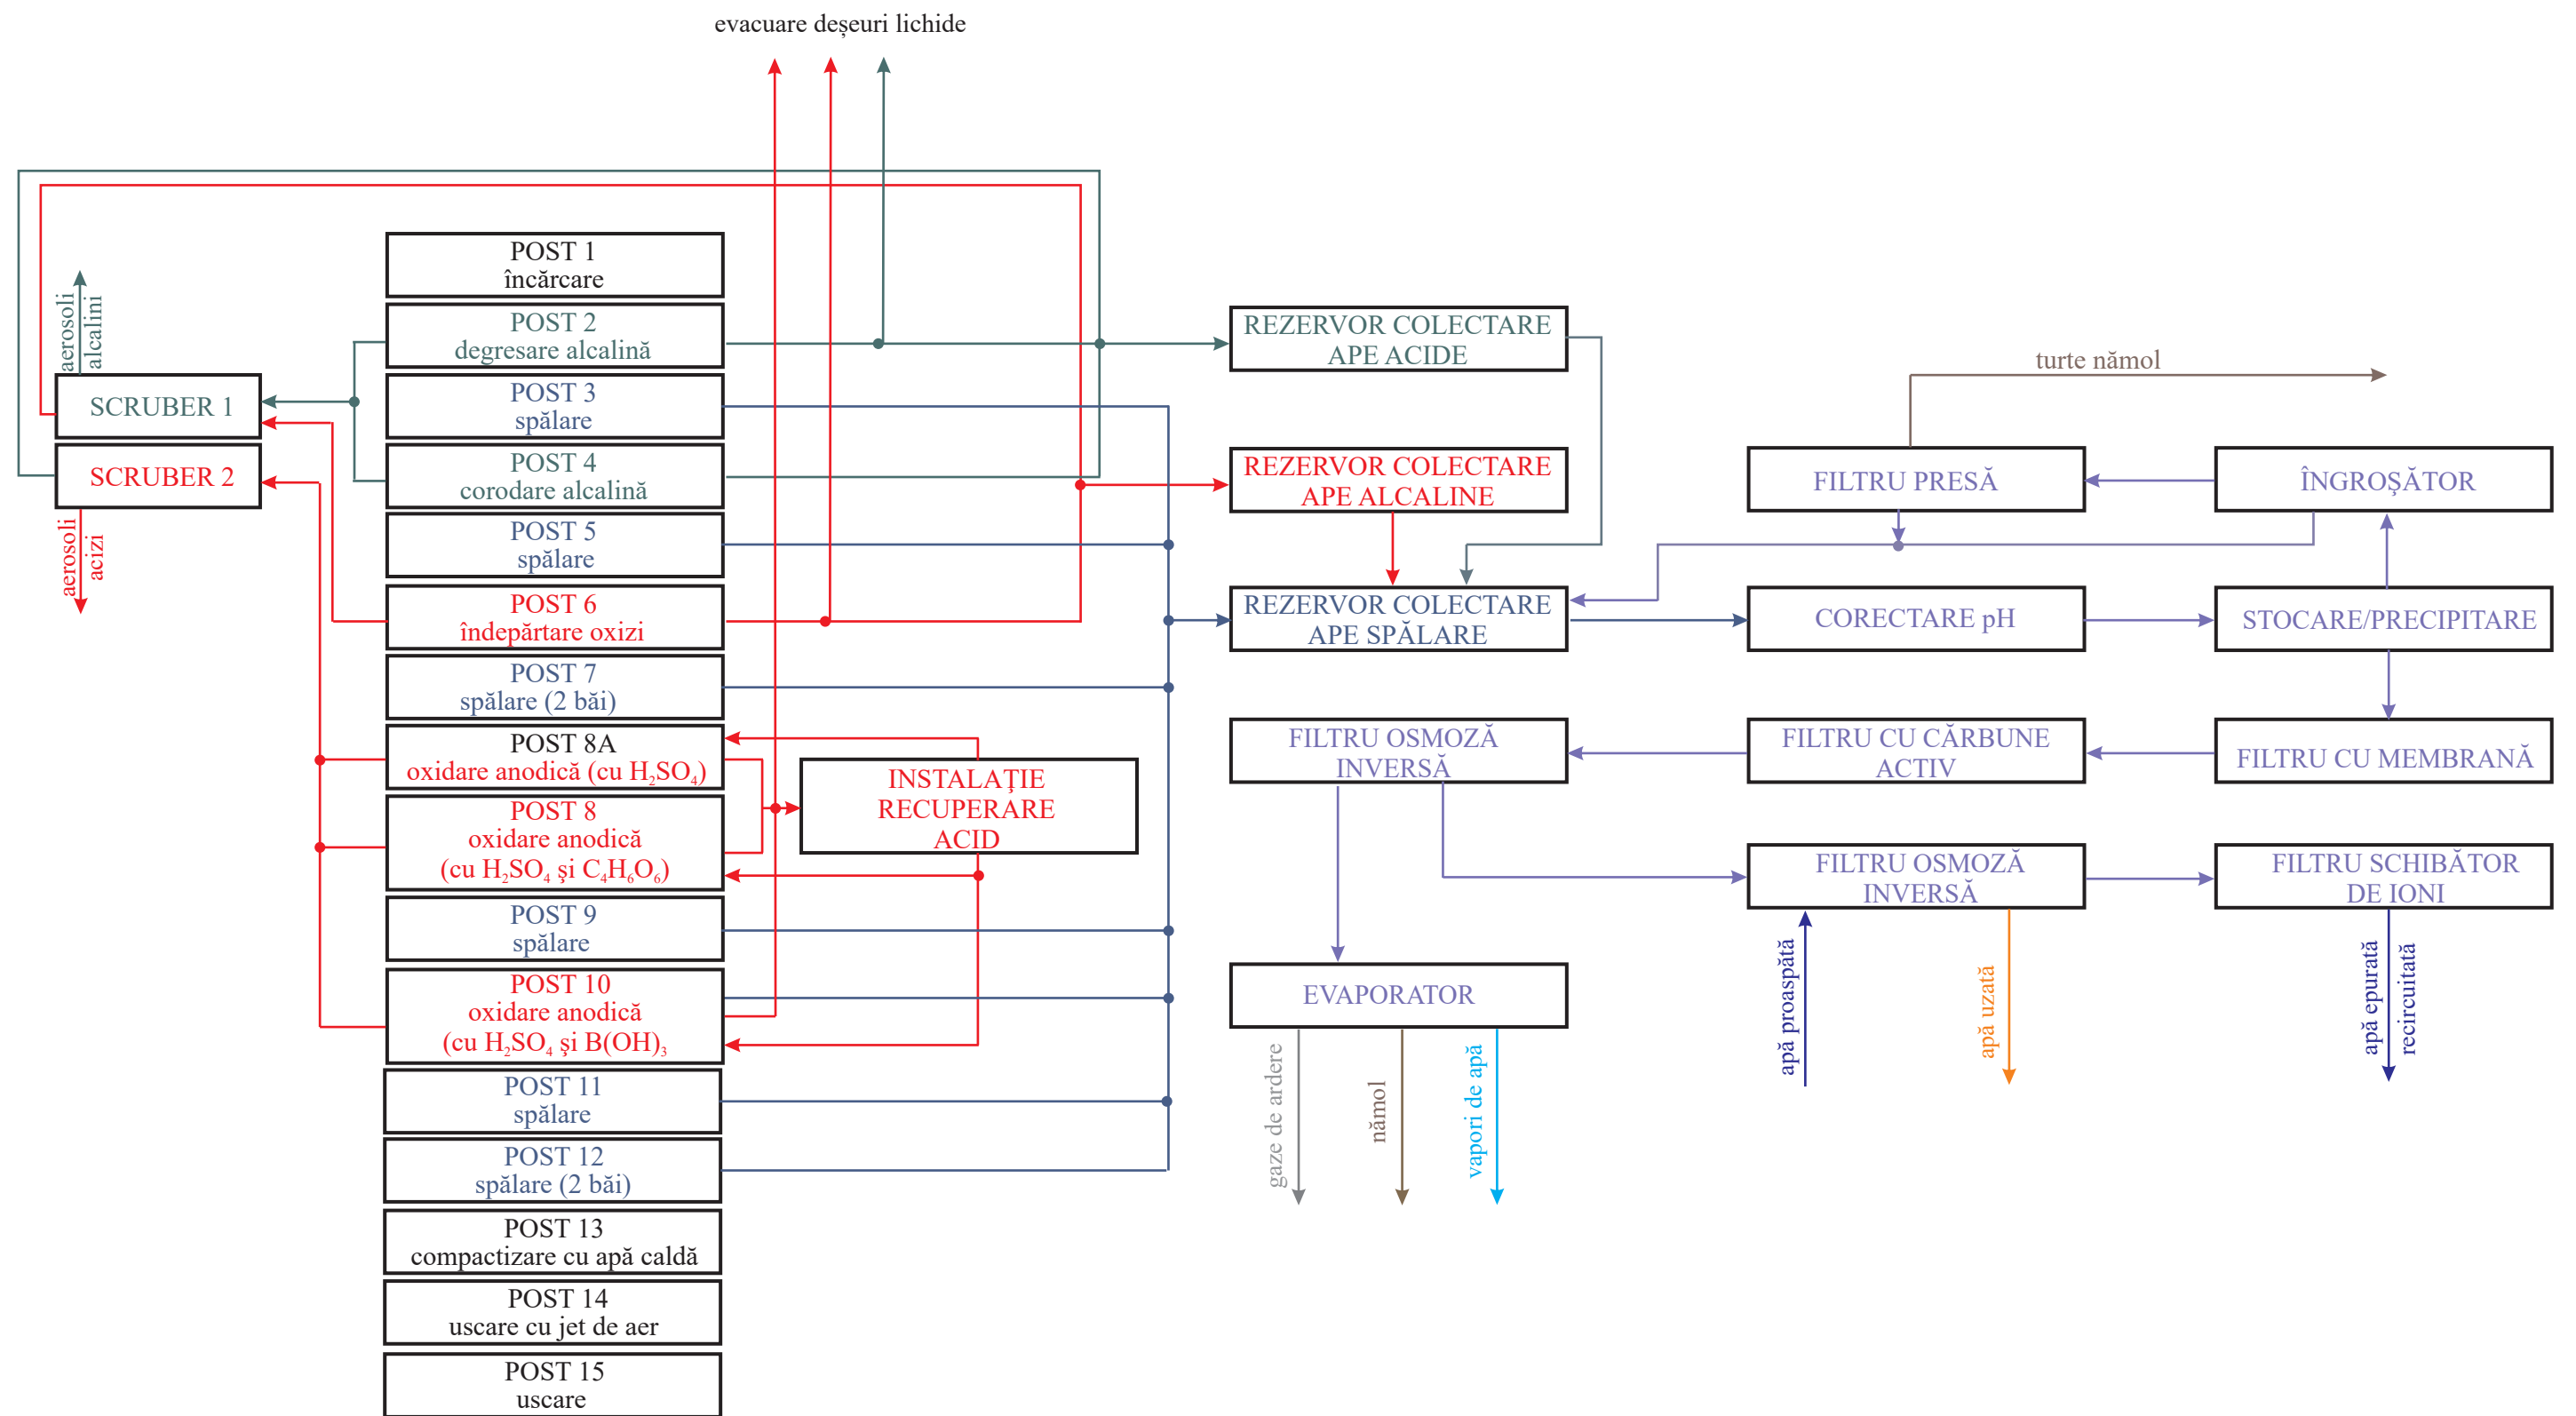 evacuare deșeuri lichide
aerosoli
alcalini
SCRUBER 1
SCRUBER 2
aerosoli
acizi
POST 1
încărcare
POST 2
degresare alcalină
POST 3
spălare
POST 4
corodare alcalină
POST 5
spălare
POST 6
îndepărtare oxizi
POST 7
spălare (2 băi)
POST 8A
oxidare anodică (cu H₂SO₄)
POST 8
oxidare anodică
(cu H₂SO₄ şi C₄H₆O₆)
POST 9
spălare
POST 10
oxidare anodică
(cu H₂SO₄ şi B(OH)₃
POST 11
spălare
POST 12
spălare (2 băi)
POST 13
compactizare cu apă caldă
POST 14
uscare cu jet de aer
POST 15
uscare
INSTALAŢIE
RECUPERARE
ACID
REZERVOR COLECTARE
APE ACIDE
REZERVOR COLECTARE
APE ALCALINE
REZERVOR COLECTARE
APE SPĂLARE
turte nămol
FILTRU PRESĂ
ÎNGROŞĂTOR
CORECTARE pH
STOCARE/PRECIPITARE
FILTRU OSMOZĂ
INVERSĂ
FILTRU CU CĂRBUNE
ACTIV
FILTRU CU MEMBRANĂ
FILTRU OSMOZĂ
INVERSĂ
FILTRU SCHIBĂTOR
DE IONI
EVAPORATOR
gaze de ardere
nămol
vapori de apă
apă proaspătă
apă uzată
apă epurată
recircuitată